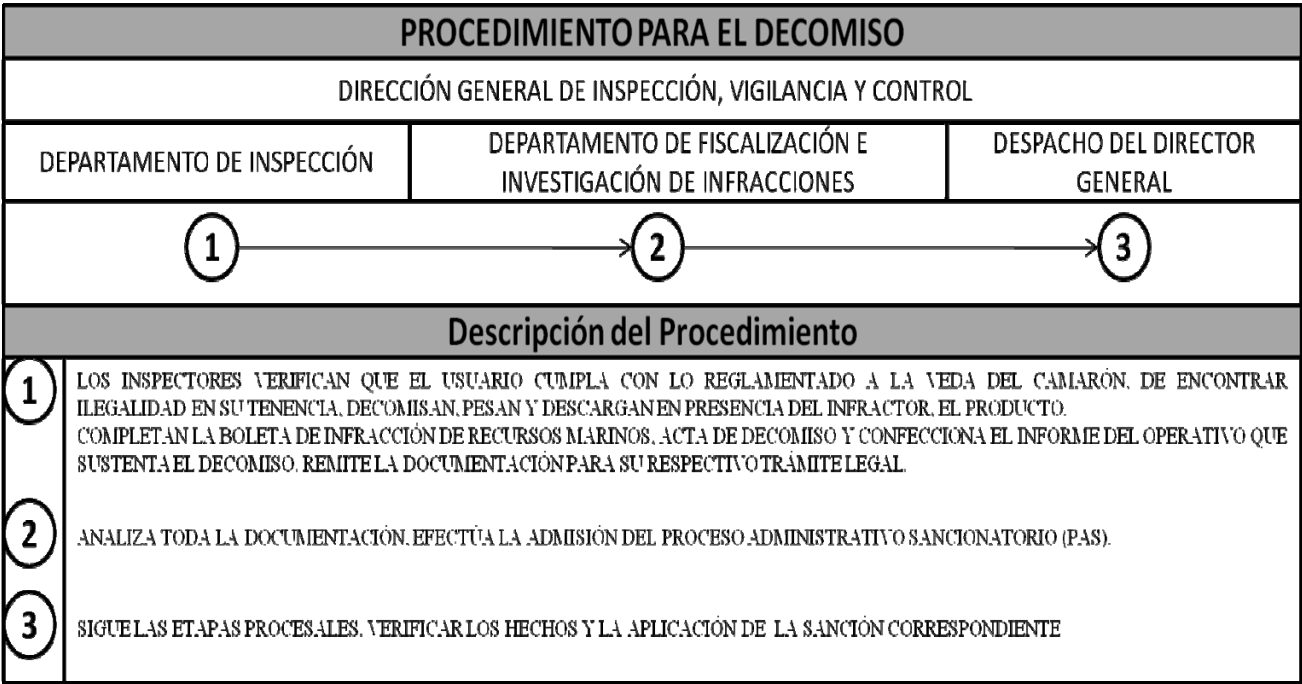 PROCEDIMIENTO PARA EL DECOMISO
DIRECCIÓN GENERAL DE INSPECCIÓN, VIGILANCIA Y CONTROL
DEPARTAMENTO DE INSPECCIÓN
DEPARTAMENTO DE FISCALIZACIÓN E
INVESTIGACIÓN DE INFRACCIONES
DESPACHO DEL DIRECTOR
GENERAL
1 2 3
Descripción del Procedimiento
1
LOS INSPECTORES VERIFICAN QUE EL USUARIO CUMPLA CON LO REGLAMENTADO A LA VEDA DEL CAMARÓN. DE ENCONTRAR
ILEGALIDAD EN SU TENENCIA, DECOMISAN, PESAN Y DESCARGAN EN PRESENCIA DEL INFRACTOR, EL PRODUCTO.
COMPLETAN LA BOLETA DE INFRACCIÓN DE RECURSOS MARINOS, ACTA DE DECOMISO Y CONFECCIONA EL INFORME DEL OPERATIVO QUE
SUSTENTA EL DECOMISO. REMITE LA DOCUMENTACIÓN PARA SU RESPECTIVO TRÁMITE LEGAL.
2
ANALIZA TODA LA DOCUMENTACIÓN. EFECTÚA LA ADMISIÓN DEL PROCESO ADMINISTRATIVO SANCIONATORIO (PAS).
3
SIGUE LAS ETAPAS PROCESALES, VERIFICAR LOS HECHOS Y LA APLICACIÓN DE LA SANCIÓN CORRESPONDIENTE